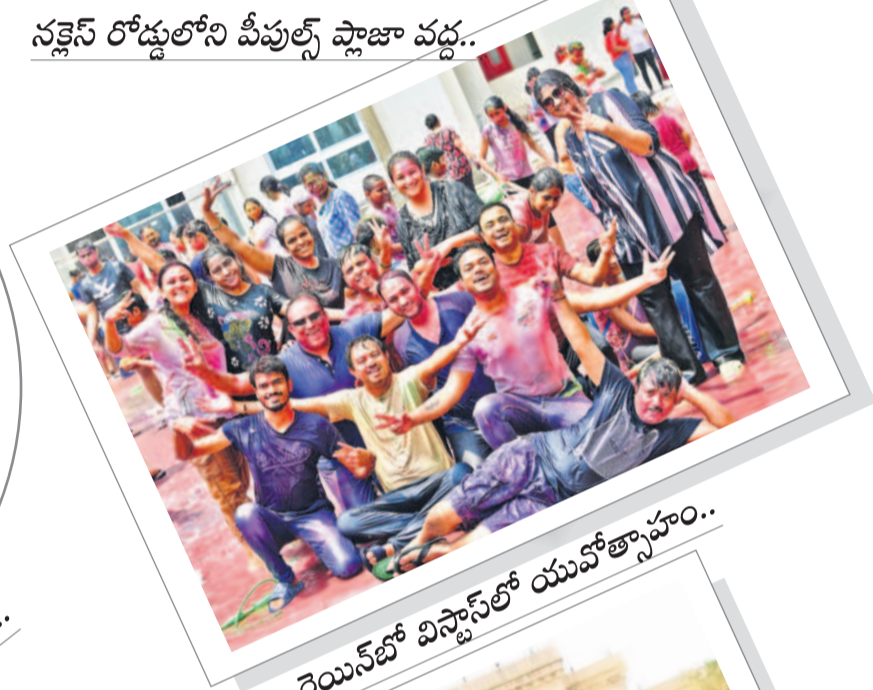 నక్లెస్ రోడ్డులోని పీపుల్స్ ప్లాజా వద్ద..
రెయిన్‌బో విస్టాస్‌లో యువోత్సాహం..